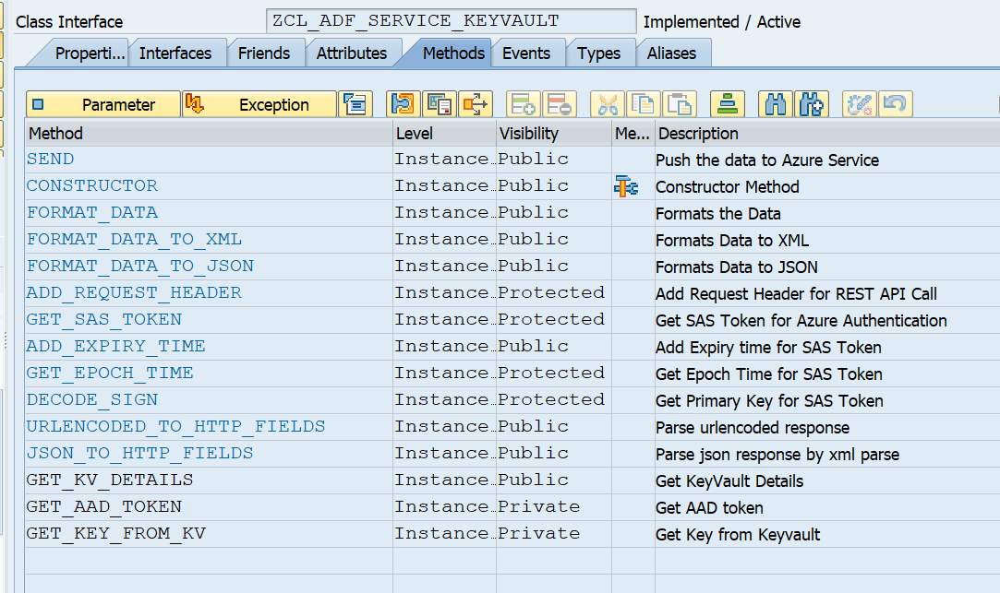 Class Interface ZCL_ADF_SERVICE_KEYVAULT Implemented / Active
Properti... Interfaces Friends Attributes Methods Events Types Aliases
Parameter Exception
Method Level Visibility Me... Description
SEND Instance… Public Push the data to Azure Service
CONSTRUCTOR Instance… Public Constructor Method
FORMAT_DATA Instance… Public Formats the Data
FORMAT_DATA_TO_XML Instance… Public Formats Data to XML
FORMAT_DATA_TO_JSON Instance… Public Formats Data to JSON
ADD_REQUEST_HEADER Instance… Protected Add Request Header for REST API Call
GET_SAS_TOKEN Instance… Protected Get SAS Token for Azure Authentication
ADD_EXPIRY_TIME Instance… Public Add Expiry time for SAS Token
GET_EPOCH_TIME Instance… Protected Get Epoch Time for SAS Token
DECODE_SIGN Instance… Protected Get Primary Key for SAS Token
URLENCODED_TO_HTTP_FIELDS Instance… Public Parse urlencoded response
JSON_TO_HTTP_FIELDS Instance… Public Parse json response by xml parse
GET_KV_DETAILS Instance… Public Get KeyVault Details
GET_AAD_TOKEN Instance… Private Get AAD token
GET_KEY_FROM_KV Instance… Private Get Key from Keyvault